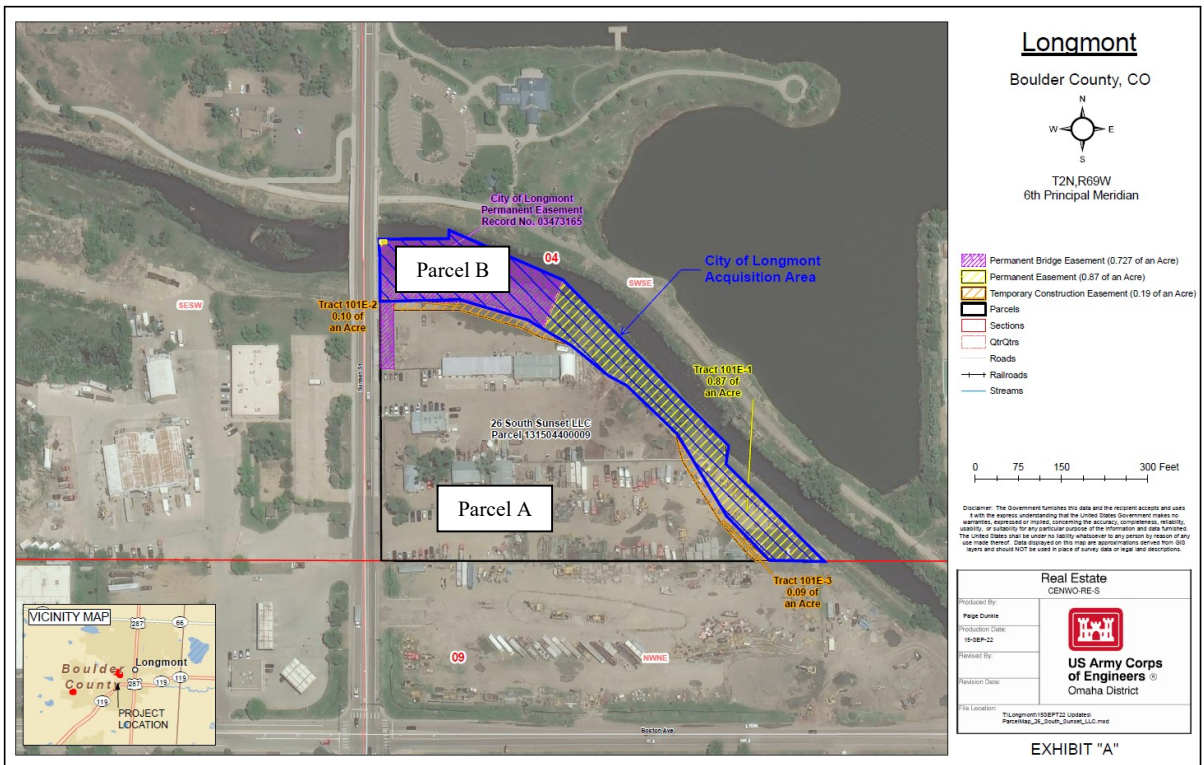 City of Longmont
Permanent Easement
Record No. 03473165
04
Parcel B
City of Longmont
Acquisition Area
SESW
SWSE
Tract 101E-2
0.10 of
an Acre
Sunset St
Tract 101E-1
0.87 of
an Acre
26 South Sunset LLC
Parcel 131504400009
Parcel A
Tract 101E-3
0.09 of
an Acre
09
NWNE
Boston Ave
VICINITY MAP
287
66
Boulder
County
Longmont
287
119
119
119
PROJECT
LOCATION
Longmont
Boulder County, CO
N
W
E
S
T2N,R69W
6th Principal Meridian
Permanent Bridge Easement (0.727 of an Acre)
Permanent Easement (0.87 of an Acre)
Temporary Construction Easement (0.19 of an Acre)
Parcels
Sections
QtrQtrs
Roads
Railroads
Streams
0 75 150 300 Feet
Disclaimer: The Government furnishes this data and the recipient accepts and uses
it with the express understanding that the United States Government makes no
warranties, expressed or implied, concerning the accuracy, completeness, reliability,
usability, or suitability for any particular purpose of the information and data furnished.
The United States shall be under no liability whatsoever to any person by reason of any
use made thereof. Data displayed on this map are approximations derived from GIS
layers and should NOT be used in place of survey data or legal land descriptions.
Real Estate
CENWO-RE-S
Produced By:
Paige Dunkle
Production Date:
15-SEP-22
Revised By:
Revision Date:
US Army Corps
of Engineers ®
Omaha District
File Location:
T:\Longmont\15SEPT22 Updates\
ParcelMap_26_South_Sunset_LLC.mxd
EXHIBIT "A"